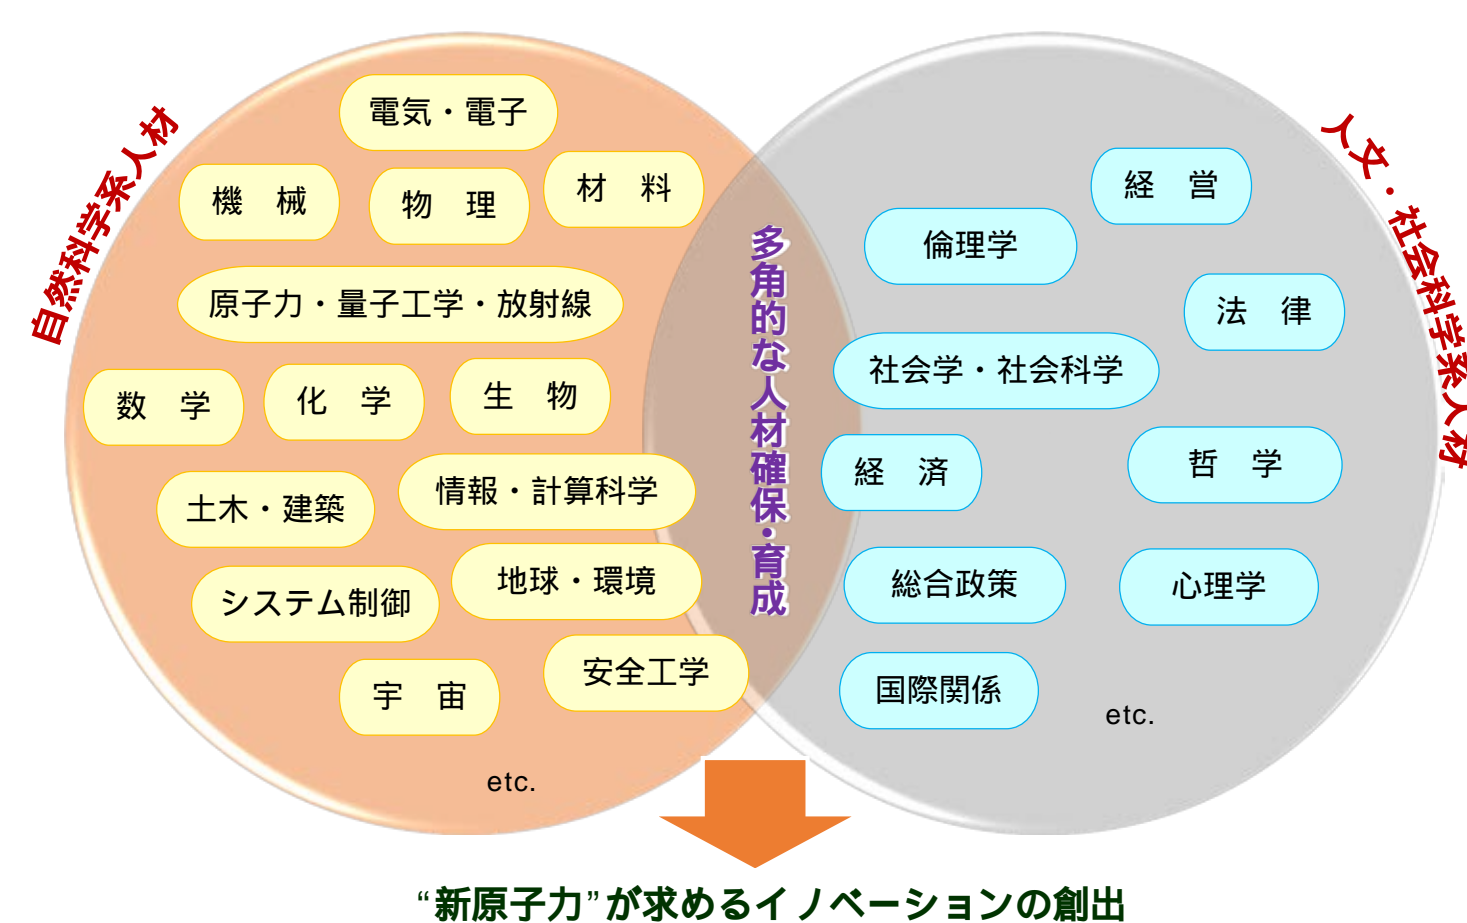 自然科学系人材
電気・電子
機　械
物　理
材　料
原子力・量子工学・放射線
数　学
化　学
生　物
土木・建築
情報・計算科学
システム制御
地球・環境
宇　宙
安全工学
etc.
多角的な人材確保・育成
人文・社会科学系人材
経　営
倫理学
法　律
社会学・社会科学
経　済
哲　学
総合政策
心理学
国際関係
etc.
“新原子力”が求めるイノベーションの創出